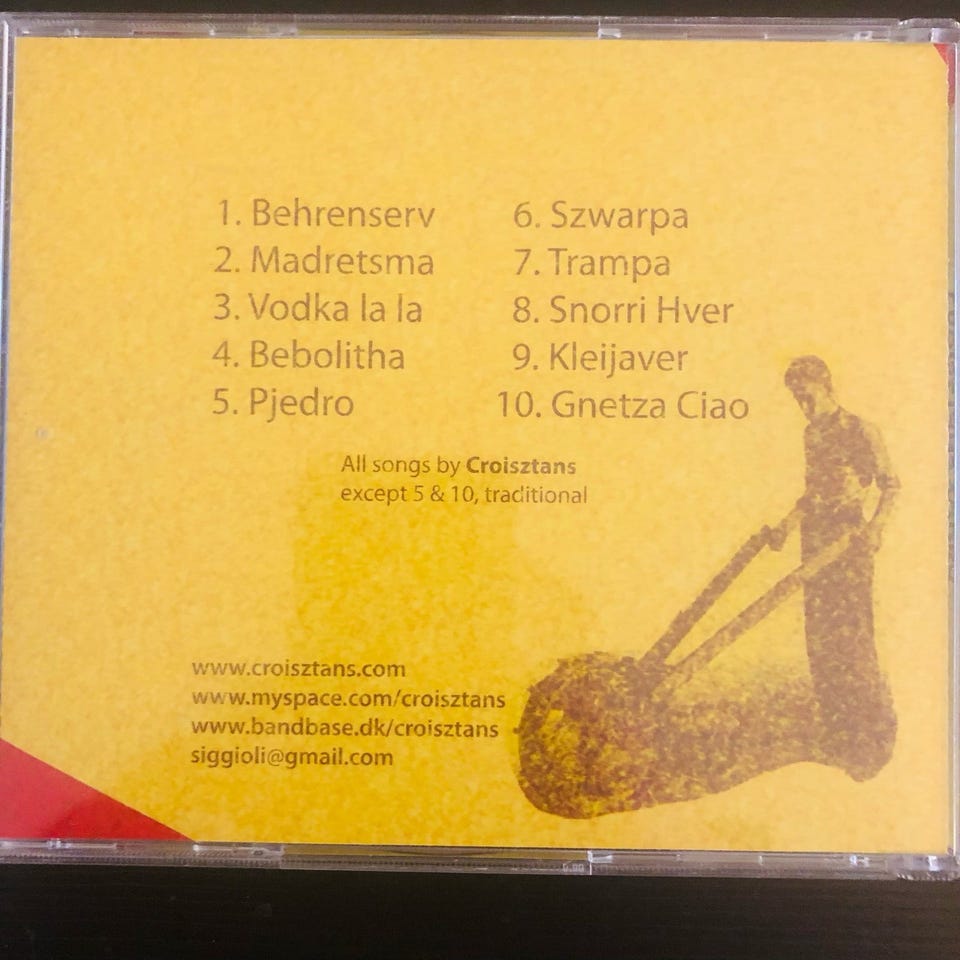 1. Behrenserv
2. Madretsma
3. Vodka la la
4. Bebolitha
5. Pjedro
6. Szwarpa
7. Trampa
8. Snorri Hver
9. Kleijaver
10. Gnetza Ciao
All songs by Croisztans
except 5 & 10, traditional
www.croisztans.com
www.myspace.com/croisztans
www.bandbase.dk/croisztans
siggioli@gmail.com